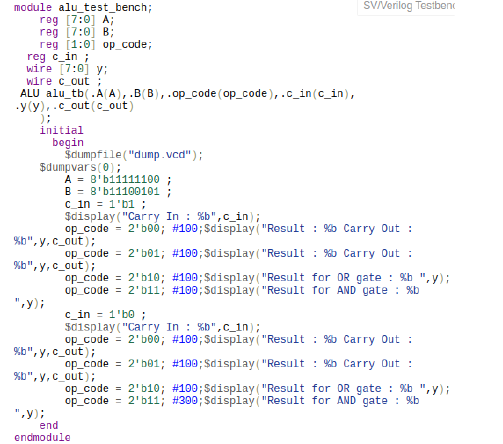 SV/Verilog Testbenc
module alu_test_bench;
reg [7:0] A;
reg [7:0] B;
reg [1:0] op_code;
reg c_in ;
wire [7:0] y;
wire c_out ;
ALU alu_tb(.A(A),.B(B),.op_code(op_code),.c_in(c_in),
.y(y),.c_out(c_out)
);
initial
begin
$dumpfile("dump.vcd");
$dumpvars(0);
A = 8'b11111100 ;
B = 8'b11100101 ;
c_in = 1'b1 ;
$display("Carry In : %b",c_in);
op_code = 2'b00; #100;$display("Result : %b Carry Out :
%b",y,c_out);
op_code = 2'b01; #100;$display("Result : %b Carry Out :
%b",y,c_out);
op_code = 2'b10; #100;$display("Result for OR gate : %b ",y);
op_code = 2'b11; #100;$display("Result for AND gate : %b
",y);
c_in = 1'b0 ;
$display("Carry In : %b",c_in);
op_code = 2'b00; #100;$display("Result : %b Carry Out :
%b",y,c_out);
op_code = 2'b01; #100;$display("Result : %b Carry Out :
%b",y,c_out);
op_code = 2'b10; #100;$display("Result for OR gate : %b ",y);
op_code = 2'b11; #300;$display("Result for AND gate : %b
",y);
end
endmodule